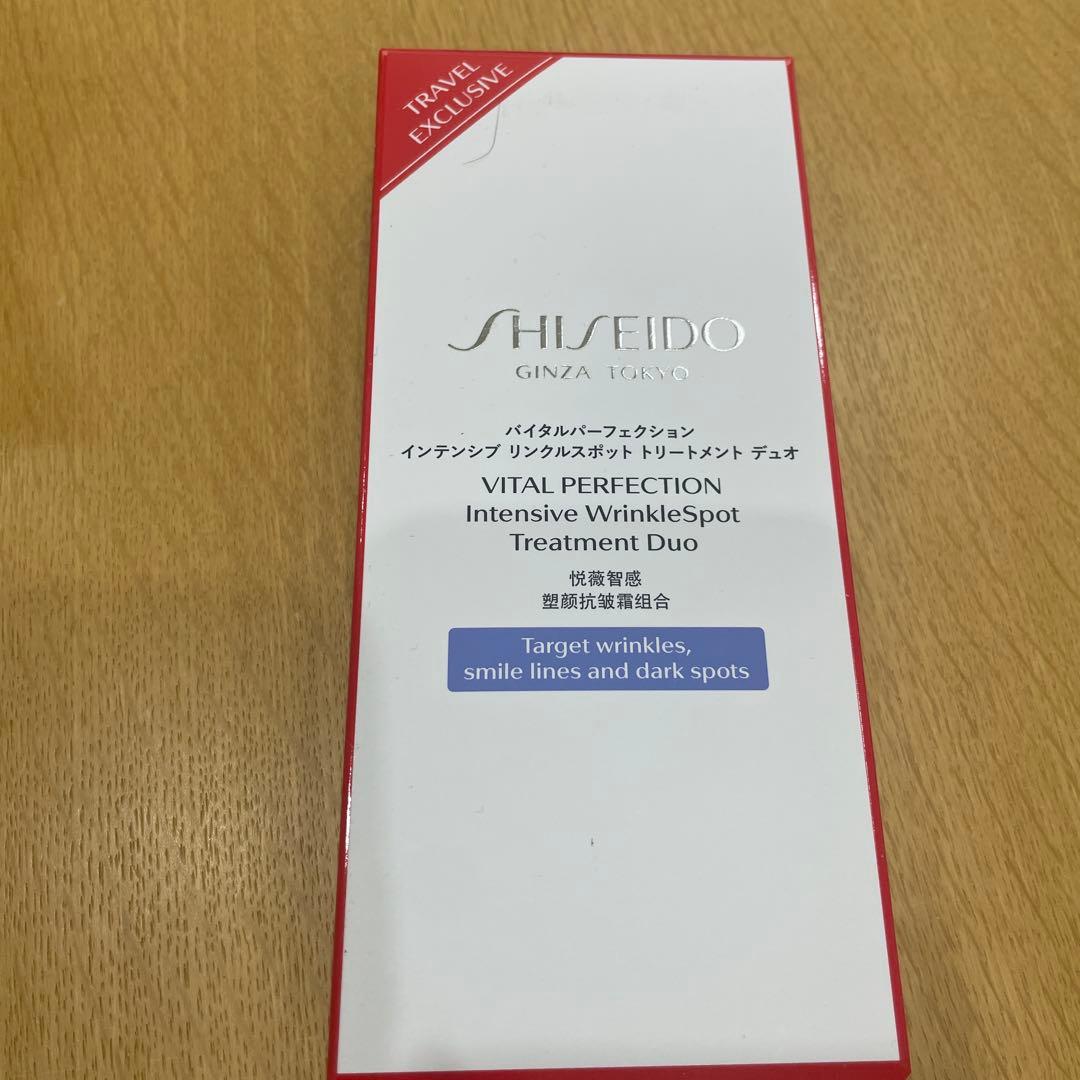 TRAVEL
EXCLUSIVE
SHISEIDO
GINZA TOKYO
バイタルパーフェクション
インテンシブ リンクルスポット トリートメント デュオ
VITAL PERFECTION
Intensive WrinkleSpot
Treatment Duo
悦薇智感
塑颜抗皱霜组合
Target wrinkles,
smile lines and dark spots